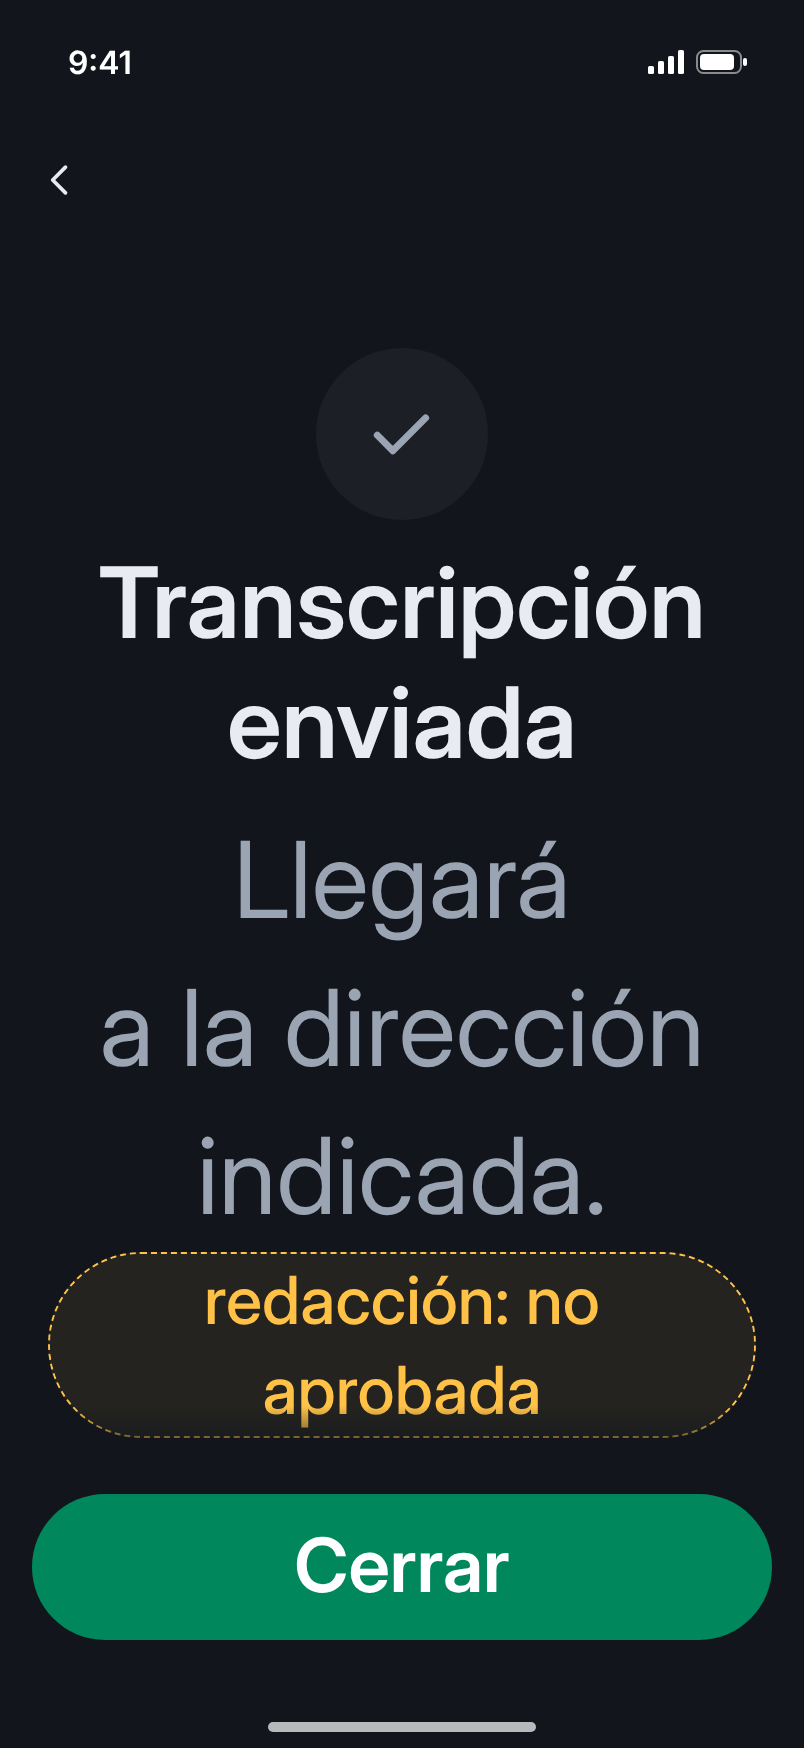 9:41
Transcripción
enviada
Llegará
a la dirección
indicada.
redacción: no
aprobada
Cerrar